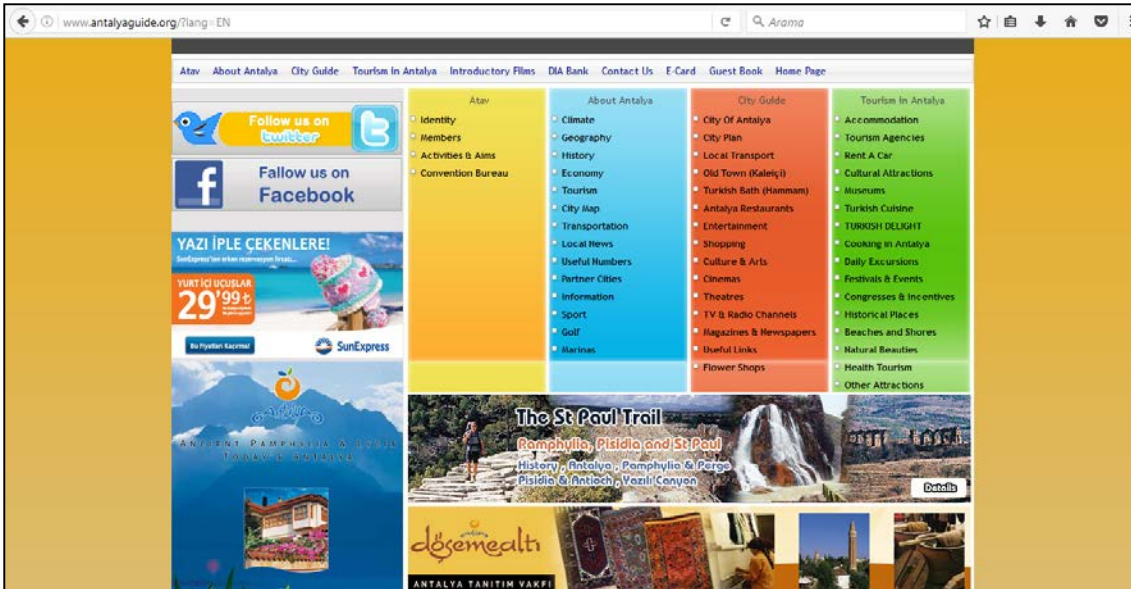 www.antalyaguide.org/?lang=EN
Arama
Atav About Antalya City Guide Tourism in Antalya Introductory Films DIA Bank Contact Us E-Card Guest Book Home Page
Follow us on
twitter
Fallow us on
Facebook
YAZI İPLE ÇEKENLERE!
SunExpress'ten erken rezervasyon fırsatı...
YURT İÇİ UÇUŞLAR
29'99 ₺
Bu Fiyatları Kaçırma!
SunExpress
Antalya
ANCIENT PAMPHYLIA & LYCIA
TODAY'S ANTALYA
Atav
Identity
Members
Activities & Aims
Convention Bureau
About Antalya
Climate
Geography
History
Economy
Tourism
City Map
Transportation
Local News
Useful Numbers
Partner Cities
Information
Sport
Golf
Marinas
City Guide
City Of Antalya
City Plan
Local Transport
Old Town (Kaleiçi)
Turkish Bath (Hammam)
Antalya Restaurants
Entertainment
Shopping
Culture & Arts
Cinemas
Theatres
TV & Radio Channels
Magazines & Newspapers
Useful Links
Flower Shops
Tourism in Antalya
Accommodation
Tourism Agencies
Rent A Car
Cultural Attractions
Museums
Turkish Cuisine
TURKISH DELIGHT
Cooking in Antalya
Daily Excursions
Festivals & Events
Congresses & Incentives
Historical Places
Beaches and Shores
Natural Beauties
Health Tourism
Other Attractions
The St Paul Trail
Pamphylia, Pisidia and St Paul
History , Antalya , Pamphylia & Perge
Pisidia & Antioch , Yazılı Canyon
Details
döşemealtı
ANTALYA TANITIM VAKFI